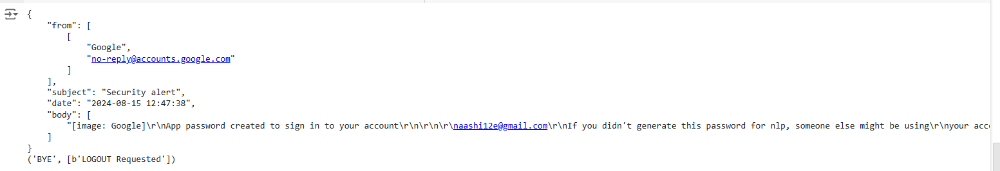 {
    "from": [
        [
            "Google",
            "no-reply@accounts.google.com"
        ]
    ],
    "subject": "Security alert",
    "date": "2024-08-15 12:47:38",
    "body": [
        "[image: Google]\r\nApp password created to sign in to your account\r\n\r\n\r\naashi12e@gmail.com\r\nIf you didn't generate this password for nlp, someone else might be using\r\nyour acc
    ]
}
('BYE', [b'LOGOUT Requested'])